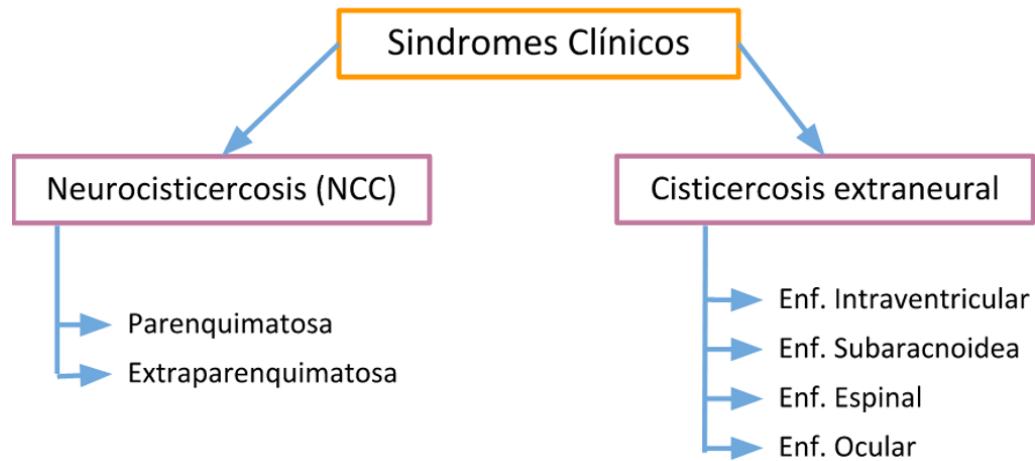 Sindromes Clínicos
Neurocisticercosis (NCC)
Parenquimatosa
Extraparenquimatosa
Cisticercosis extraneural
Enf. Intraventricular
Enf. Subaracnoidea
Enf. Espinal
Enf. Ocular